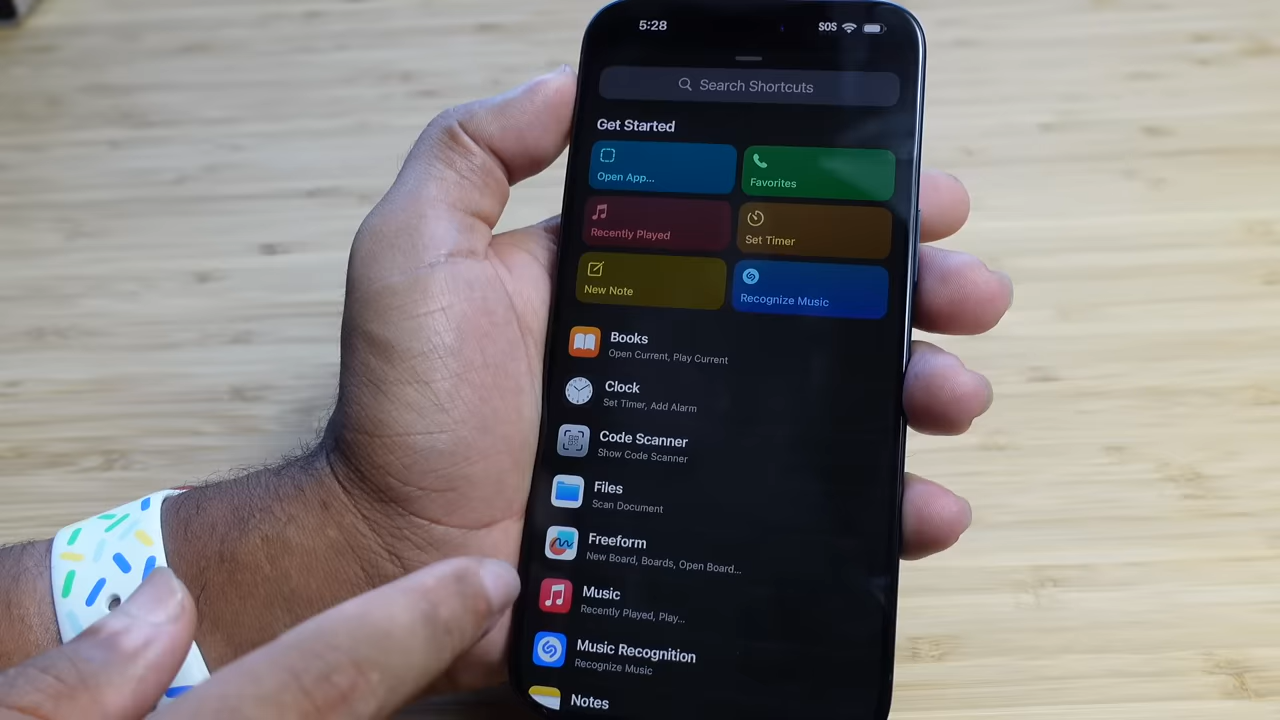 5:28
SOS
Search Shortcuts
Get Started
Open App...
Favorites
Recently Played
Set Timer
New Note
Recognize Music
Books
Open Current, Play Current
Clock
Set Timer, Add Alarm
Code Scanner
Show Code Scanner
Files
Scan Document
Freeform
New Board, Boards, Open Board...
Music
Recently Played, Play...
Music Recognition
Recognize Music
Notes